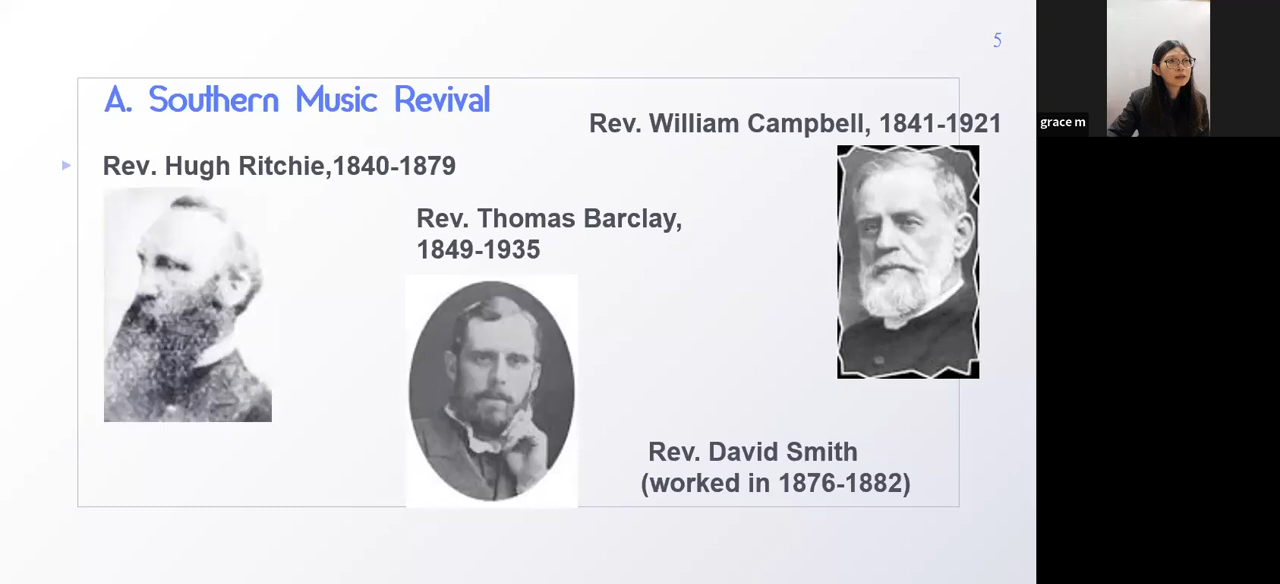 5
A. Southern Music Revival
Rev. William Campbell, 1841-1921
Rev. Hugh Ritchie,1840-1879
Rev. Thomas Barclay,
1849-1935
Rev. David Smith
(worked in 1876-1882)
grace m